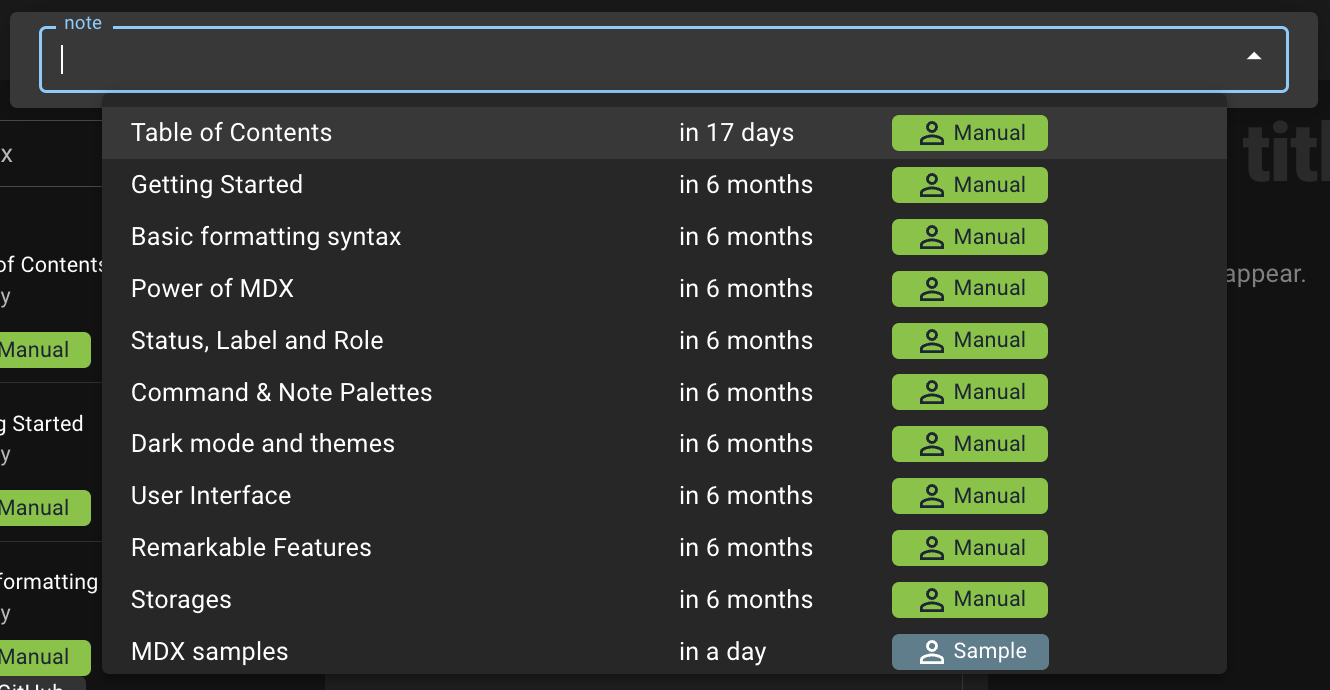 note
Table of Contents in 17 days Manual
Getting Started in 6 months Manual
Basic formatting syntax in 6 months Manual
Power of MDX in 6 months Manual
Status, Label and Role in 6 months Manual
Command & Note Palettes in 6 months Manual
Dark mode and themes in 6 months Manual
User Interface in 6 months Manual
Remarkable Features in 6 months Manual
Storages in 6 months Manual
MDX samples in a day Sample
x
of Contents
y
Manual
g Started
y
Manual
formatting
y
Manual
titl
appear.